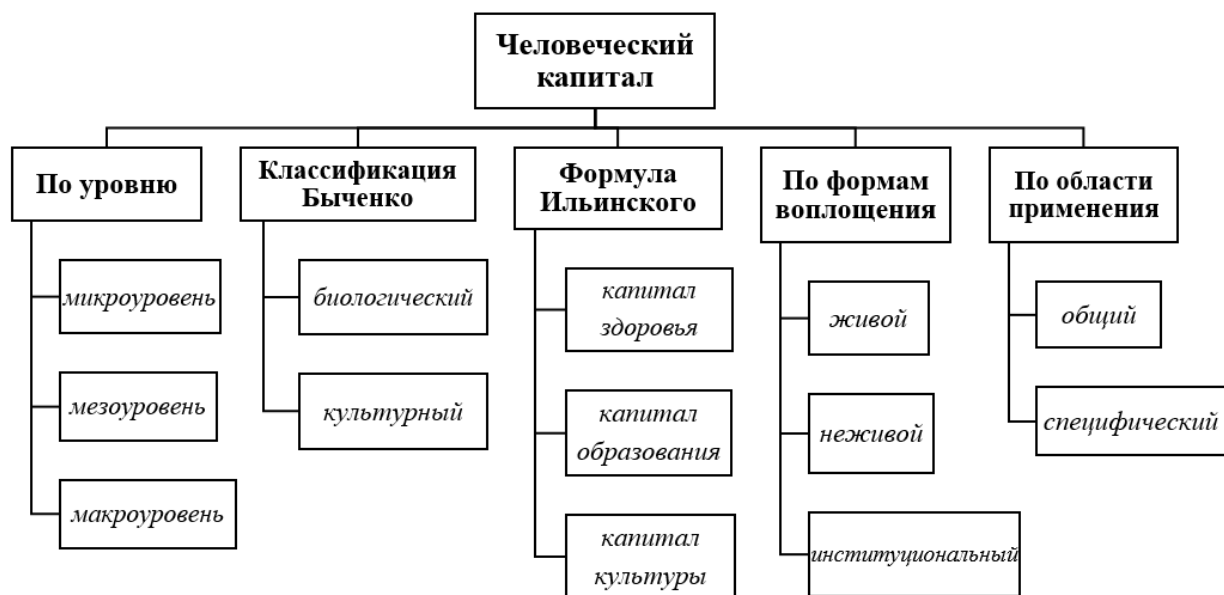 Человеческий
капитал
По уровню
микроуровень
мезоуровень
макроуровень
Классификация
Быченко
биологический
культурный
Формула
Ильинского
капитал
здоровья
капитал
образования
капитал
культуры
По формам
воплощения
живой
неживой
институциональный
По области
применения
общий
специфический